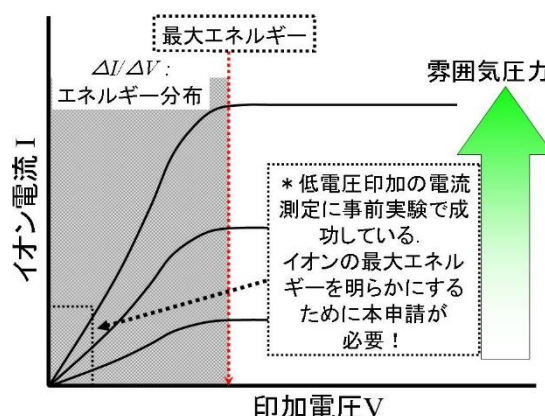 最大エネルギー
ΔI/ΔV：
エネルギー分布
雰囲気圧力
イオン電流 I
＊低電圧印加の電流
測定に事前実験で成
功している.
イオンの最大エネル
ギーを明らかにする
ために本申請が
必要！
印加電圧V